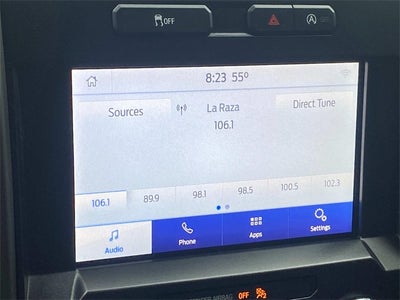 OFF
A
8:23 55°
Sources
La Raza
Direct Tune
106.1
106.1 89.9 98.1 98.5 100.5 102.3
Audio Phone Apps Settings
AIRBAG OFF